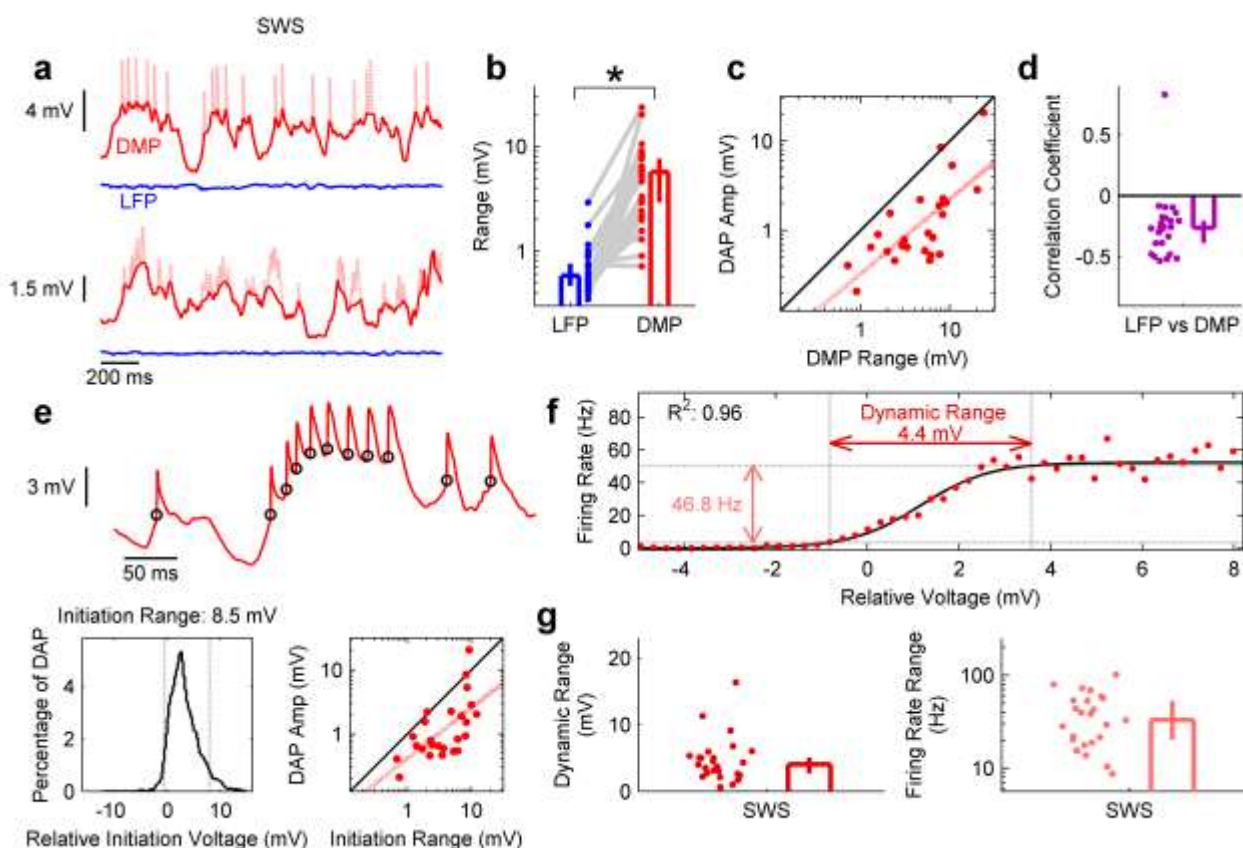 SWS
a
4 mV
DMP
LFP
1.5 mV
200 ms
b
*
Range (mV)
10
1
LFP
DMP
c
DAP Amp (mV)
10
1
1
10
DMP Range (mV)
d
Correlation Coefficient
0.5
0
-0.5
LFP vs DMP
e
3 mV
50 ms
Initiation Range: 8.5 mV
Percentage of DAP
4
2
0
-10
0
10
Relative Initiation Voltage (mV)
DAP Amp (mV)
10
1
1
10
Initiation Range (mV)
f
R2: 0.96
Dynamic Range
4.4 mV
46.8 Hz
Firing Rate (Hz)
80
60
40
20
0
-4
-2
0
2
4
6
8
Relative Voltage (mV)
g
Dynamic Range
(mV)
20
10
0
SWS
Firing Rate Range
(Hz)
100
10
SWS